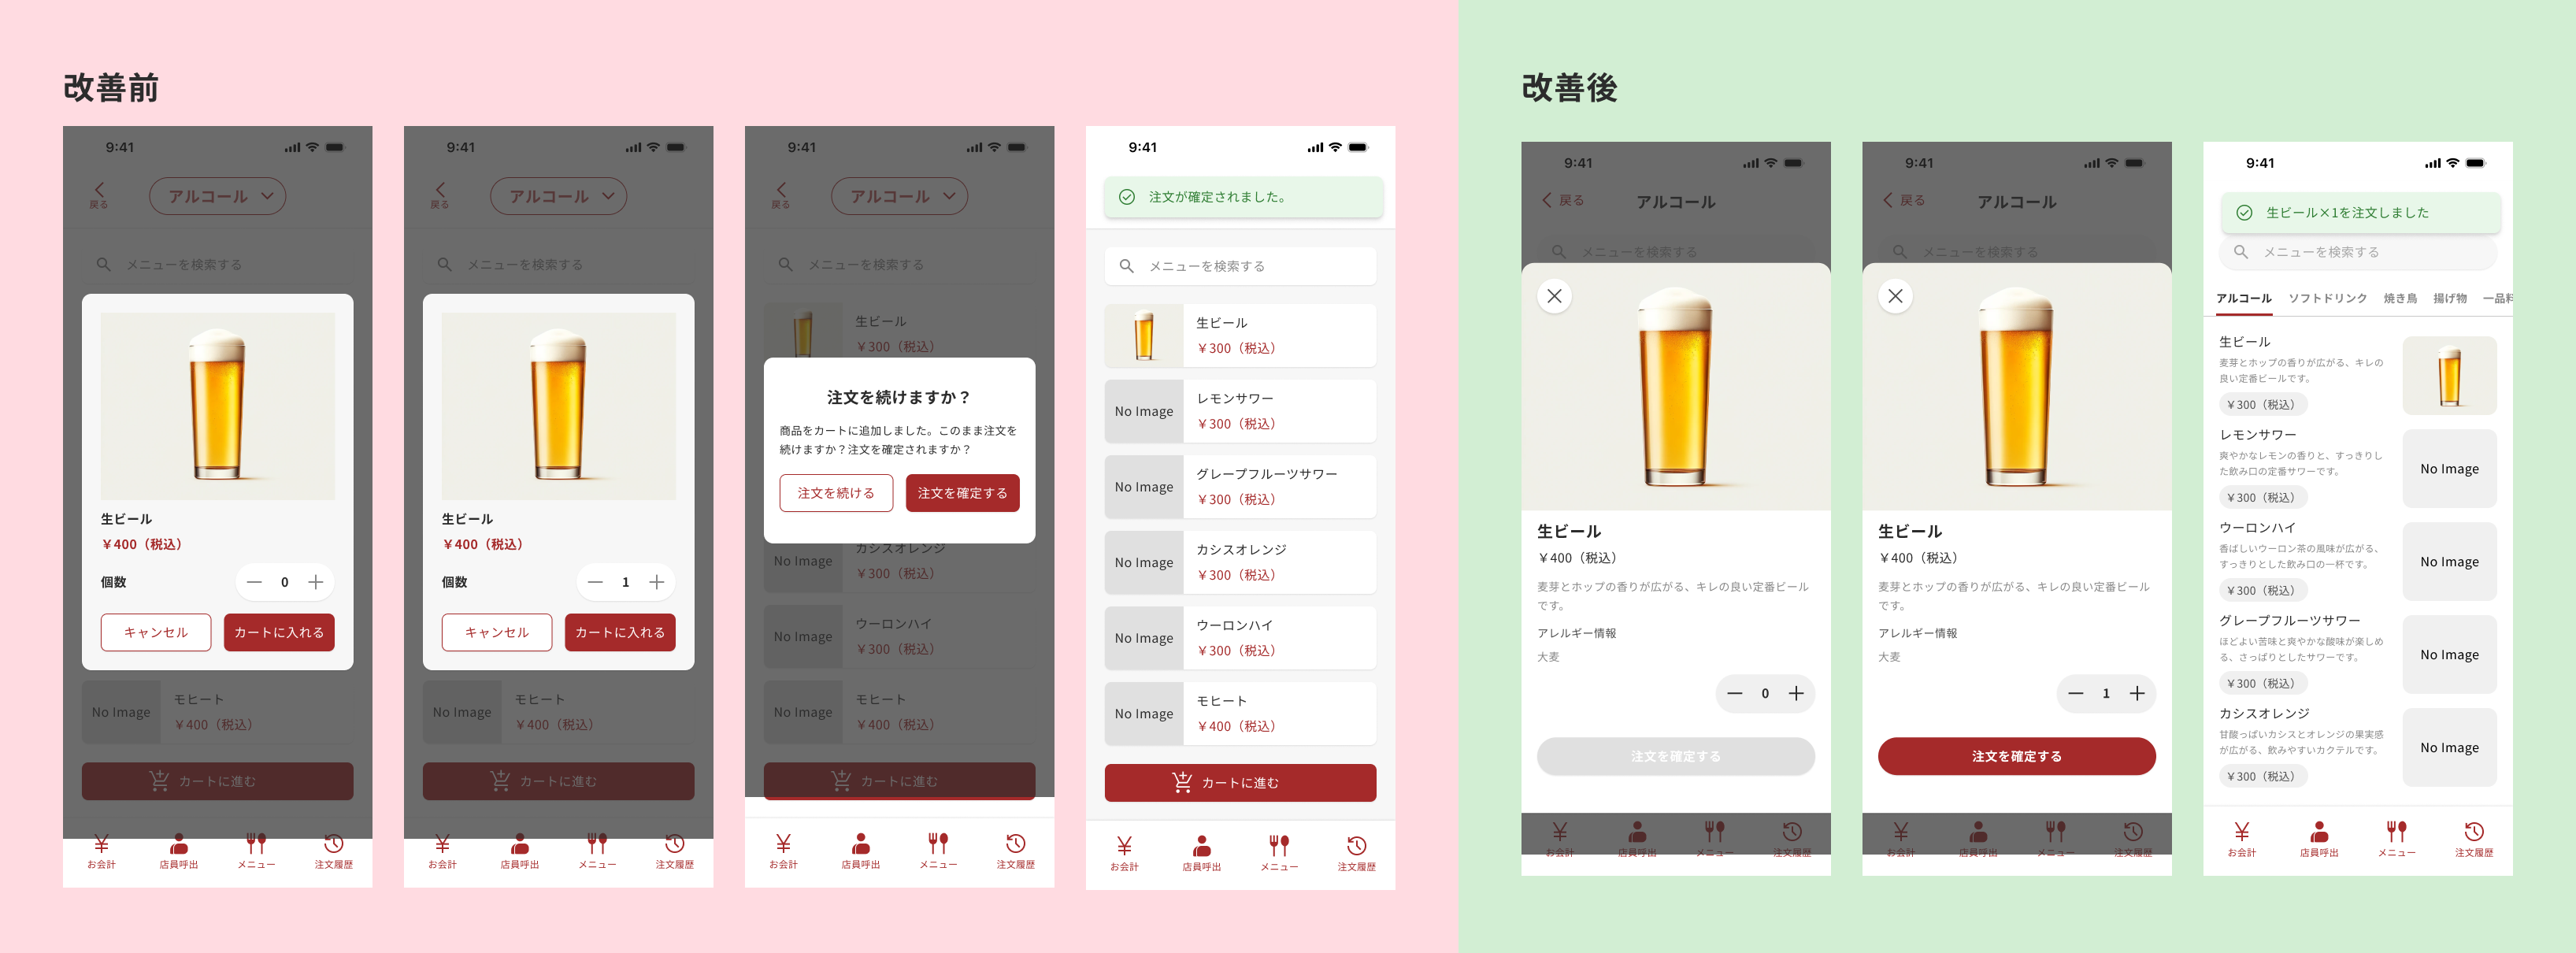 改善前
9:41
戻る
アルコール
メニューを検索する
生ビール
￥400（税込）
個数
0
キャンセル
カートに入れる
No Image
モヒート
￥400（税込）
カートに進む
お会計
店員呼出
メニュー
注文履歴
9:41
戻る
アルコール
メニューを検索する
生ビール
￥400（税込）
個数
1
キャンセル
カートに入れる
No Image
モヒート
￥400（税込）
カートに進む
お会計
店員呼出
メニュー
注文履歴
9:41
戻る
アルコール
メニューを検索する
生ビール
￥300（税込）
注文を続けますか？
商品をカートに追加しました。このまま注文を
続けますか？注文を確定されますか？
注文を続ける
注文を確定する
No Image
カシスオレンジ
￥300（税込）
No Image
ウーロンハイ
￥300（税込）
No Image
モヒート
￥400（税込）
カートに進む
お会計
店員呼出
メニュー
注文履歴
9:41
注文が確定されました。
メニューを検索する
生ビール
￥300（税込）
No Image
レモンサワー
￥300（税込）
No Image
グレープフルーツサワー
￥300（税込）
No Image
カシスオレンジ
￥300（税込）
No Image
ウーロンハイ
￥300（税込）
No Image
モヒート
￥400（税込）
カートに進む
お会計
店員呼出
メニュー
注文履歴
改善後
9:41
戻る
アルコール
メニューを検索する
生ビール
￥400（税込）
麦芽とホップの香りが広がる、キレの良い定番ビール
です。
アレルギー情報
大麦
0
注文を確定する
お会計
店員呼出
メニュー
注文履歴
9:41
戻る
アルコール
メニューを検索する
生ビール
￥400（税込）
麦芽とホップの香りが広がる、キレの良い定番ビール
です。
アレルギー情報
大麦
1
注文を確定する
お会計
店員呼出
メニュー
注文履歴
9:41
生ビール×1を注文しました
メニューを検索する
アルコール
ソフトドリンク
焼き鳥
揚げ物
一品料
生ビール
麦芽とホップの香りが広がる、キレの
良い定番ビールです。
￥300（税込）
レモンサワー
爽やかなレモンの香りと、すっきりし
た飲み口の定番サワーです。
￥300（税込）
No Image
ウーロンハイ
香ばしいウーロン茶の風味が広がる、
すっきりとした飲み口の一杯です。
￥300（税込）
No Image
グレープフルーツサワー
ほどよい苦味と爽やかな酸味が楽しめ
る、さっぱりとしたサワーです。
￥300（税込）
No Image
カシスオレンジ
甘酸っぱいカシスとオレンジの果実感
が広がる、飲みやすいカクテルです。
￥300（税込）
No Image
お会計
店員呼出
メニュー
注文履歴